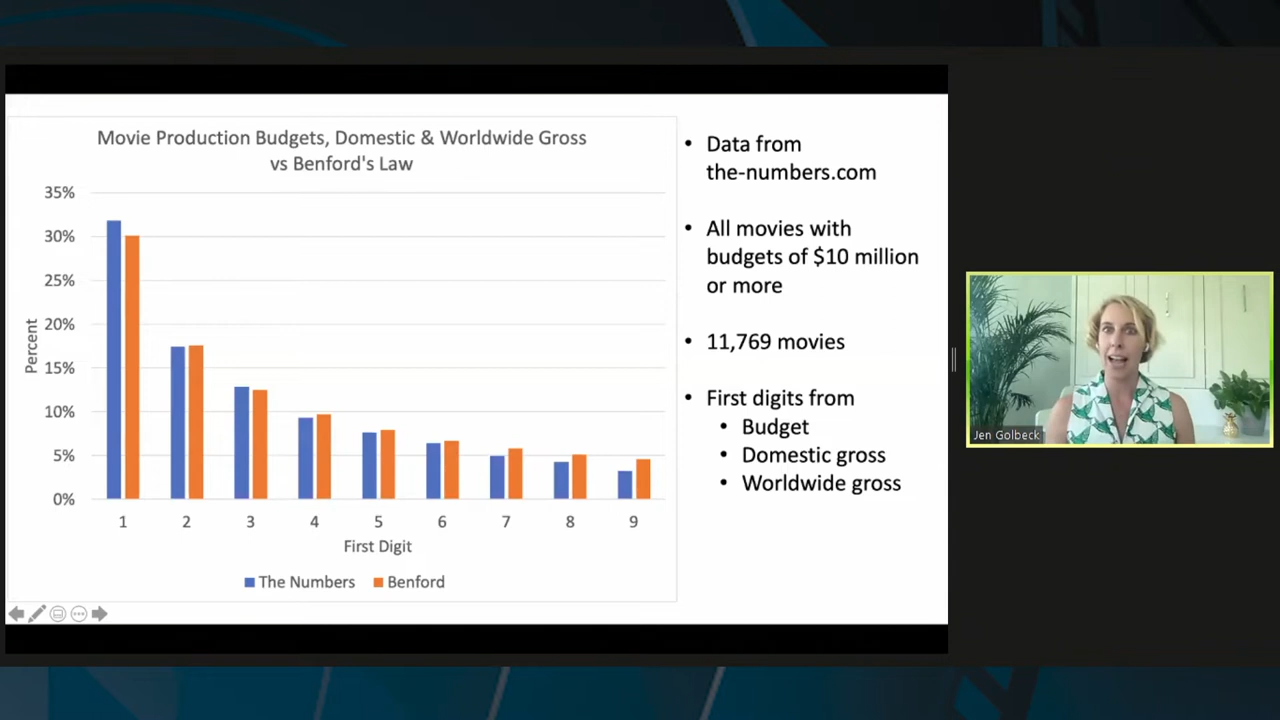 Movie Production Budgets, Domestic & Worldwide Gross
vs Benford's Law
35%
30%
25%
20%
15%
10%
5%
0%
Percent
1 2 3 4 5 6 7 8 9
First Digit
The Numbers Benford
• Data from
the-numbers.com
• All movies with
budgets of $10 million
or more
• 11,769 movies
• First digits from
• Budget
• Domestic gross
• Worldwide gross
Jen Golbeck